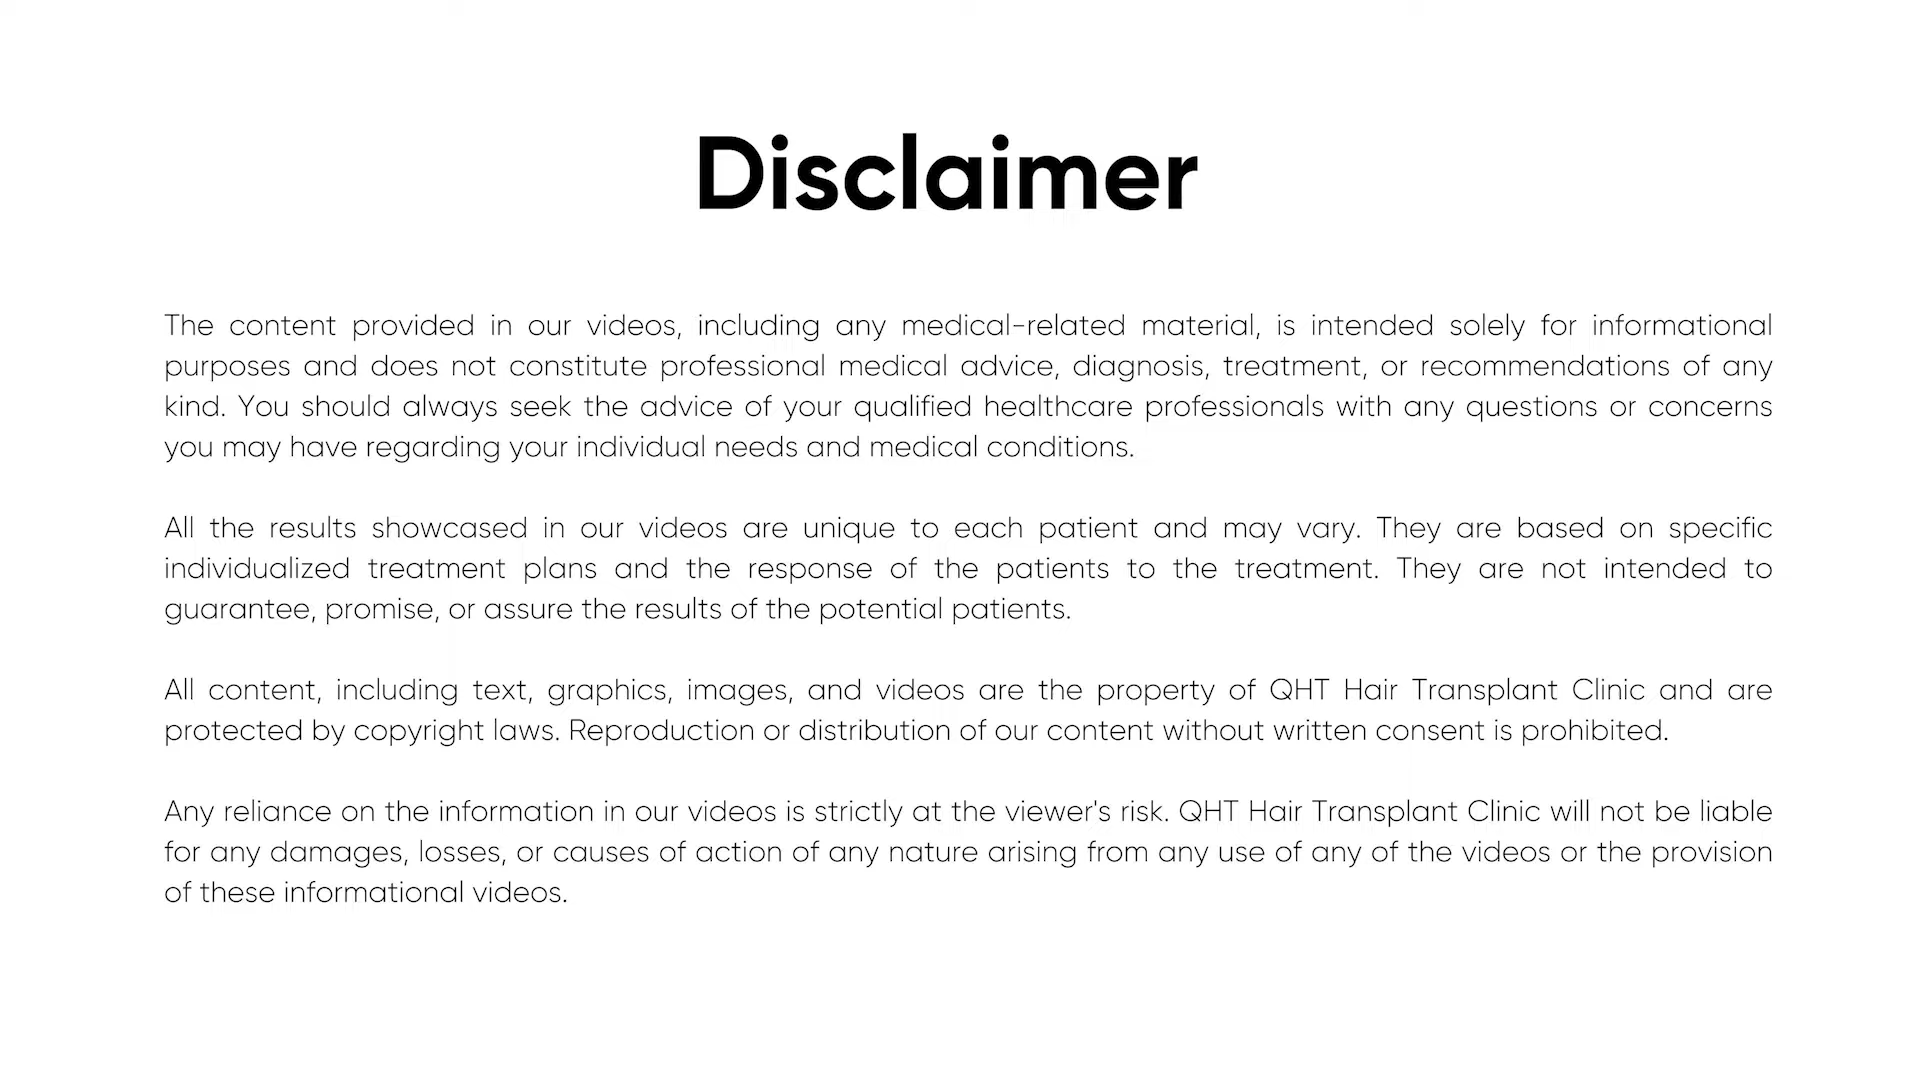 Disclaimer
The content provided in our videos, including any medical-related material, is intended solely for informational
purposes and does not constitute professional medical advice, diagnosis, treatment, or recommendations of any
kind. You should always seek the advice of your qualified healthcare professionals with any questions or concerns
you may have regarding your individual needs and medical conditions.
All the results showcased in our videos are unique to each patient and may vary. They are based on specific
individualized treatment plans and the response of the patients to the treatment. They are not intended to
guarantee, promise, or assure the results of the potential patients.
All content, including text, graphics, images, and videos are the property of QHT Hair Transplant Clinic and are
protected by copyright laws. Reproduction or distribution of our content without written consent is prohibited.
Any reliance on the information in our videos is strictly at the viewer's risk. QHT Hair Transplant Clinic will not be liable
for any damages, losses, or causes of action of any nature arising from any use of any of the videos or the provision
of these informational videos.